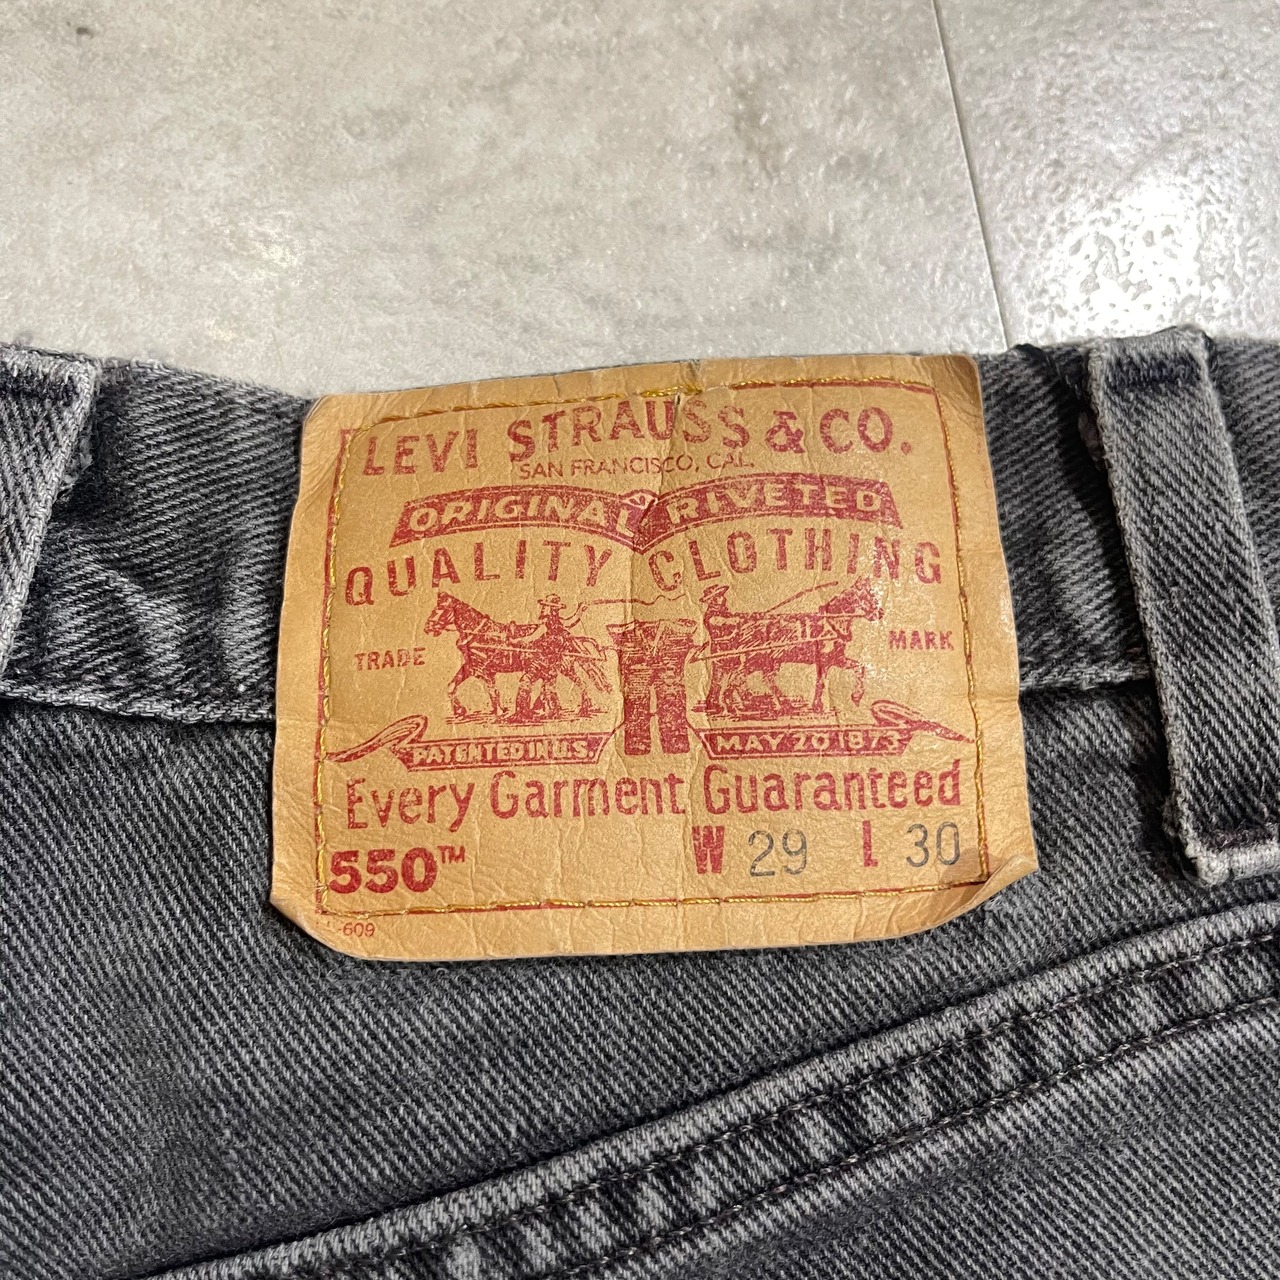 LEVI STRAUSS & CO.
SAN FRANCISCO, CAL.
ORIGINAL RIVETED
QUALITY CLOTHING
TRADE MARK
PATENTED IN U.S. MAY 20 1873
Every Garment Guaranteed
550™ W 29 L 30
-609